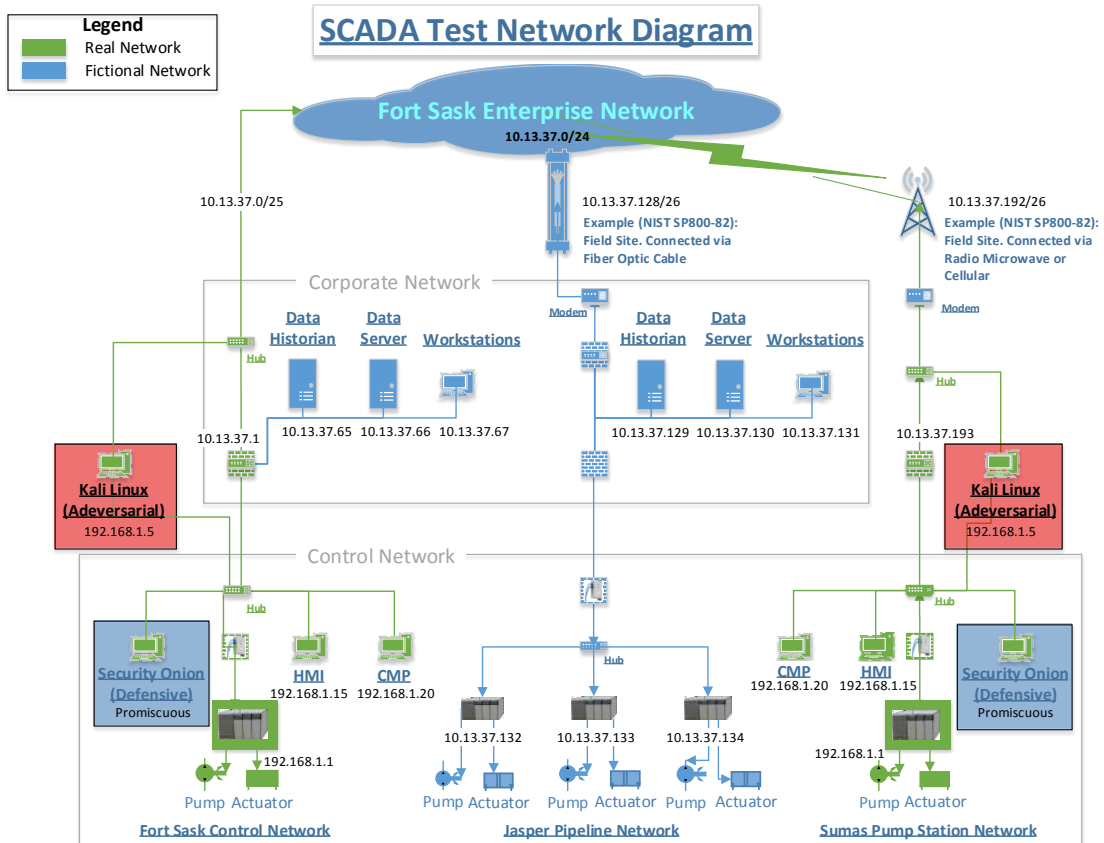 SCADA Test Network Diagram
Legend
Real Network
Fictional Network
Fort Sask Enterprise Network
10.13.37.0/24
10.13.37.0/25
10.13.37.128/26
Example (NIST SP800-82):
Field Site. Connected via
Fiber Optic Cable
10.13.37.192/26
Example (NIST SP800-82):
Field Site. Connected via
Radio Microwave or
Cellular
Corporate Network
Modem
Modem
Hub
Data
Historian
Data
Server
Workstations
Data
Historian
Data
Server
Workstations
Hub
10.13.37.1
10.13.37.65
10.13.37.66
10.13.37.67
10.13.37.129
10.13.37.130
10.13.37.131
10.13.37.193
Kali Linux
(Adeversarial)
192.168.1.5
Kali Linux
(Adeversarial)
192.168.1.5
Control Network
Hub
Security Onion
(Defensive)
Promiscuous
HMI
192.168.1.15
CMP
192.168.1.20
192.168.1.1
Pump
Actuator
Fort Sask Control Network
Hub
10.13.37.132
10.13.37.133
10.13.37.134
Pump
Actuator
Pump
Actuator
Pump
Actuator
Jasper Pipeline Network
Hub
CMP
192.168.1.20
HMI
192.168.1.15
Security Onion
(Defensive)
Promiscuous
192.168.1.1
Pump
Actuator
Sumas Pump Station Network